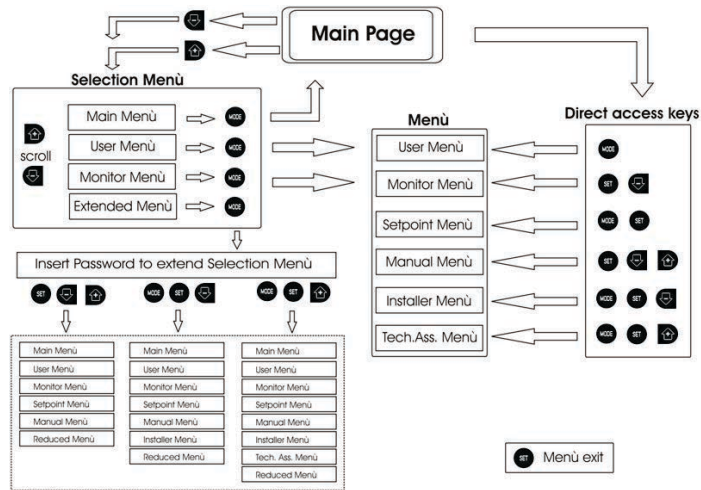 Main Page
Selection Menù
Main Menù
MODE
User Menù
MODE
scroll
Monitor Menù
MODE
Extended Menù
MODE
Insert Password to extend Selection Menù
SET
MODE SET
MODE SET
Main Menù
User Menù
Monitor Menù
Setpoint Menù
Manual Menù
Reduced Menù
Main Menù
User Menù
Monitor Menù
Setpoint Menù
Manual Menù
Installer Menù
Reduced Menù
Main Menù
User Menù
Monitor Menù
Setpoint Menù
Manual Menù
Installer Menù
Tech. Ass. Menù
Reduced Menù
Menù
User Menù
Monitor Menù
Setpoint Menù
Manual Menù
Installer Menù
Tech.Ass. Menù
Direct access keys
MODE
SET
MODE SET
SET
MODE SET
MODE SET
SET Menù exit